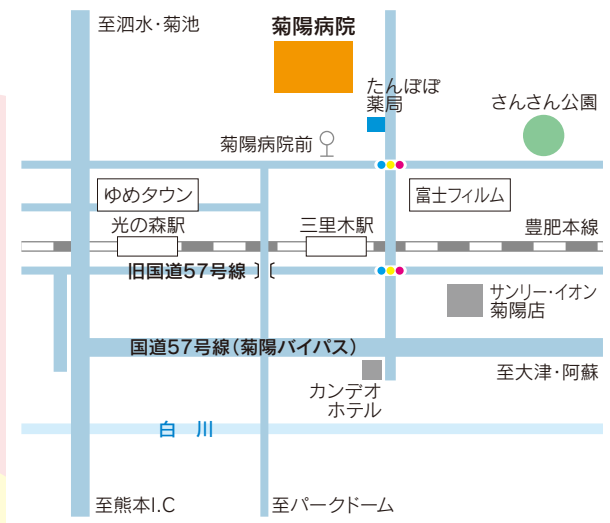 至泗水・菊池
菊陽病院
たんぽぽ
薬局
さんさん公園
菊陽病院前
ゆめタウン
富士フィルム
光の森駅
三里木駅
豊肥本線
旧国道57号線
サンリー・イオン
菊陽店
国道57号線(菊陽バイパス)
至大津・阿蘇
カンデオ
ホテル
白 川
至熊本I.C
至パークドーム